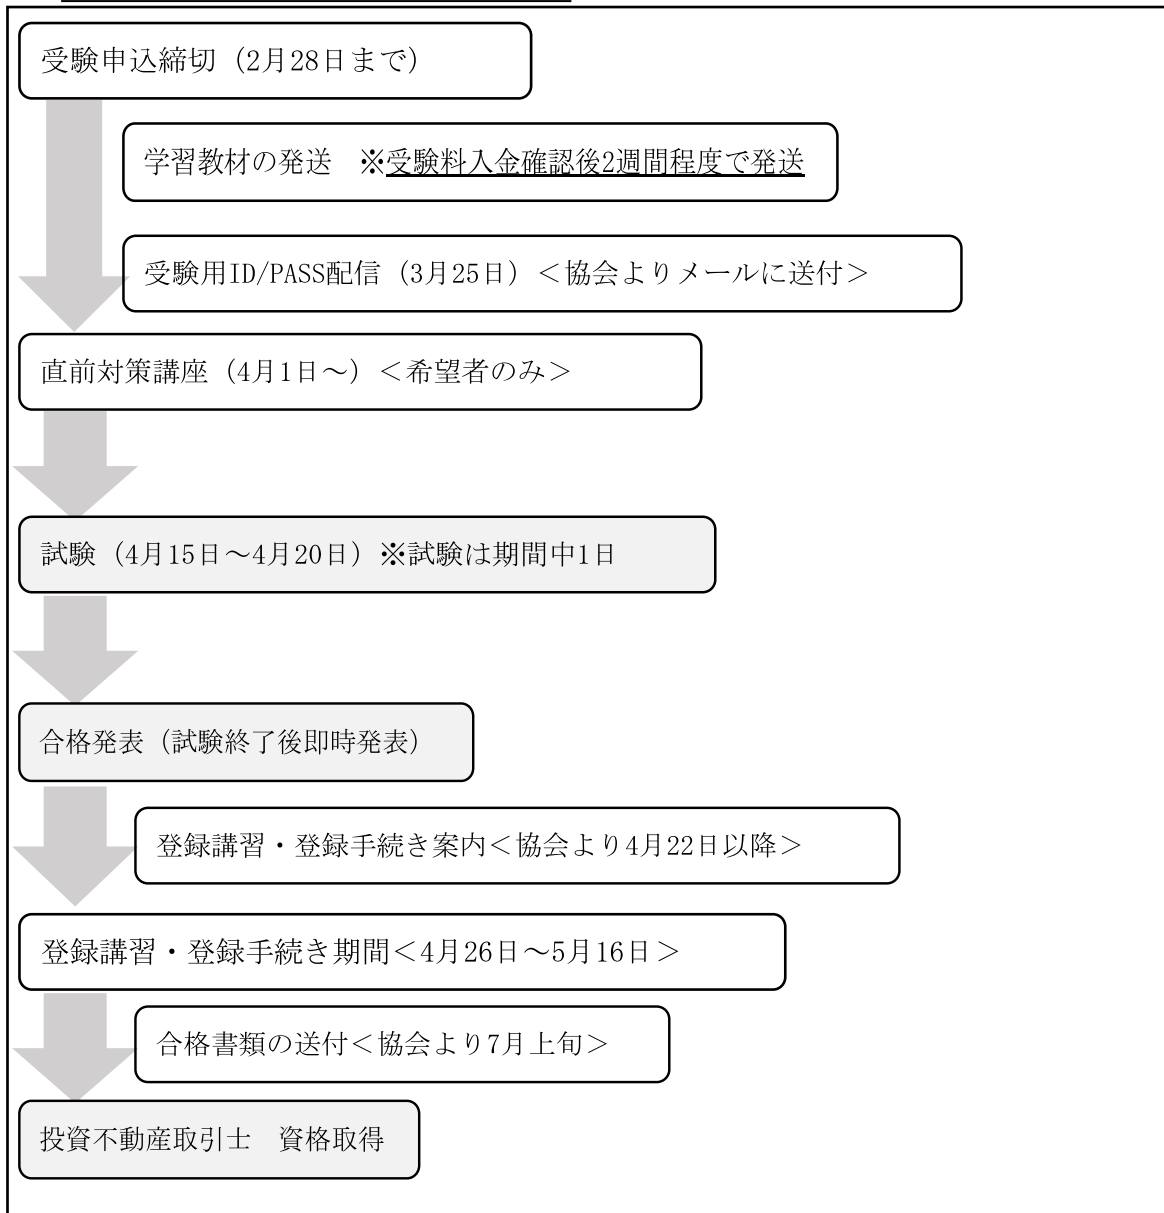 受験申込締切（2月28日まで）
学習教材の発送　※受験料入金確認後2週間程度で発送
受験用ID/PASS配信（3月25日）＜協会よりメールに送付＞
直前対策講座（4月1日～）＜希望者のみ＞
試験（4月15日～4月20日）※試験は期間中1日
合格発表（試験終了後即時発表）
登録講習・登録手続き案内＜協会より4月22日以降＞
登録講習・登録手続き期間＜4月26日～5月16日＞
合格書類の送付＜協会より7月上旬＞
投資不動産取引士　資格取得